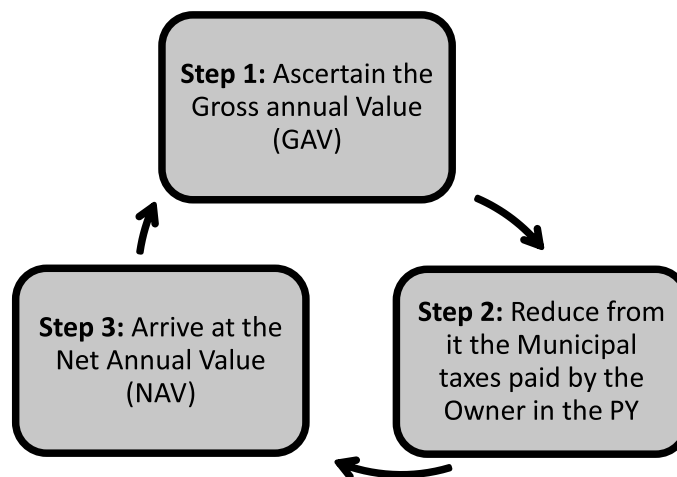 Step 1: Ascertain the
Gross annual Value
(GAV)
Step 2: Reduce from
it the Municipal
taxes paid by the
Owner in the PY
Step 3: Arrive at the
Net Annual Value
(NAV)